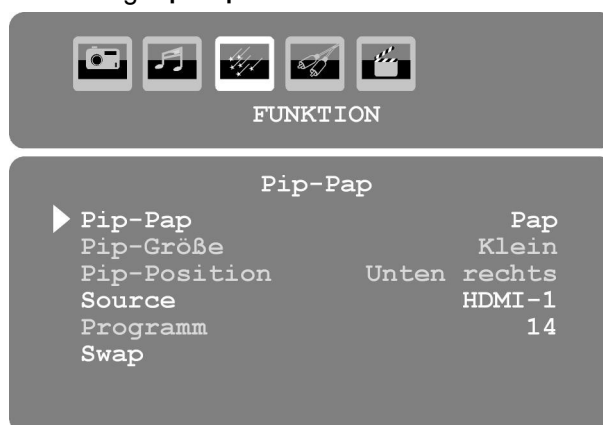 FUNKTION
Pip-Pap
Pip-Pap Pap
Pip-Größe Klein
Pip-Position Unten rechts
Source HDMI-1
Programm 14
Swap